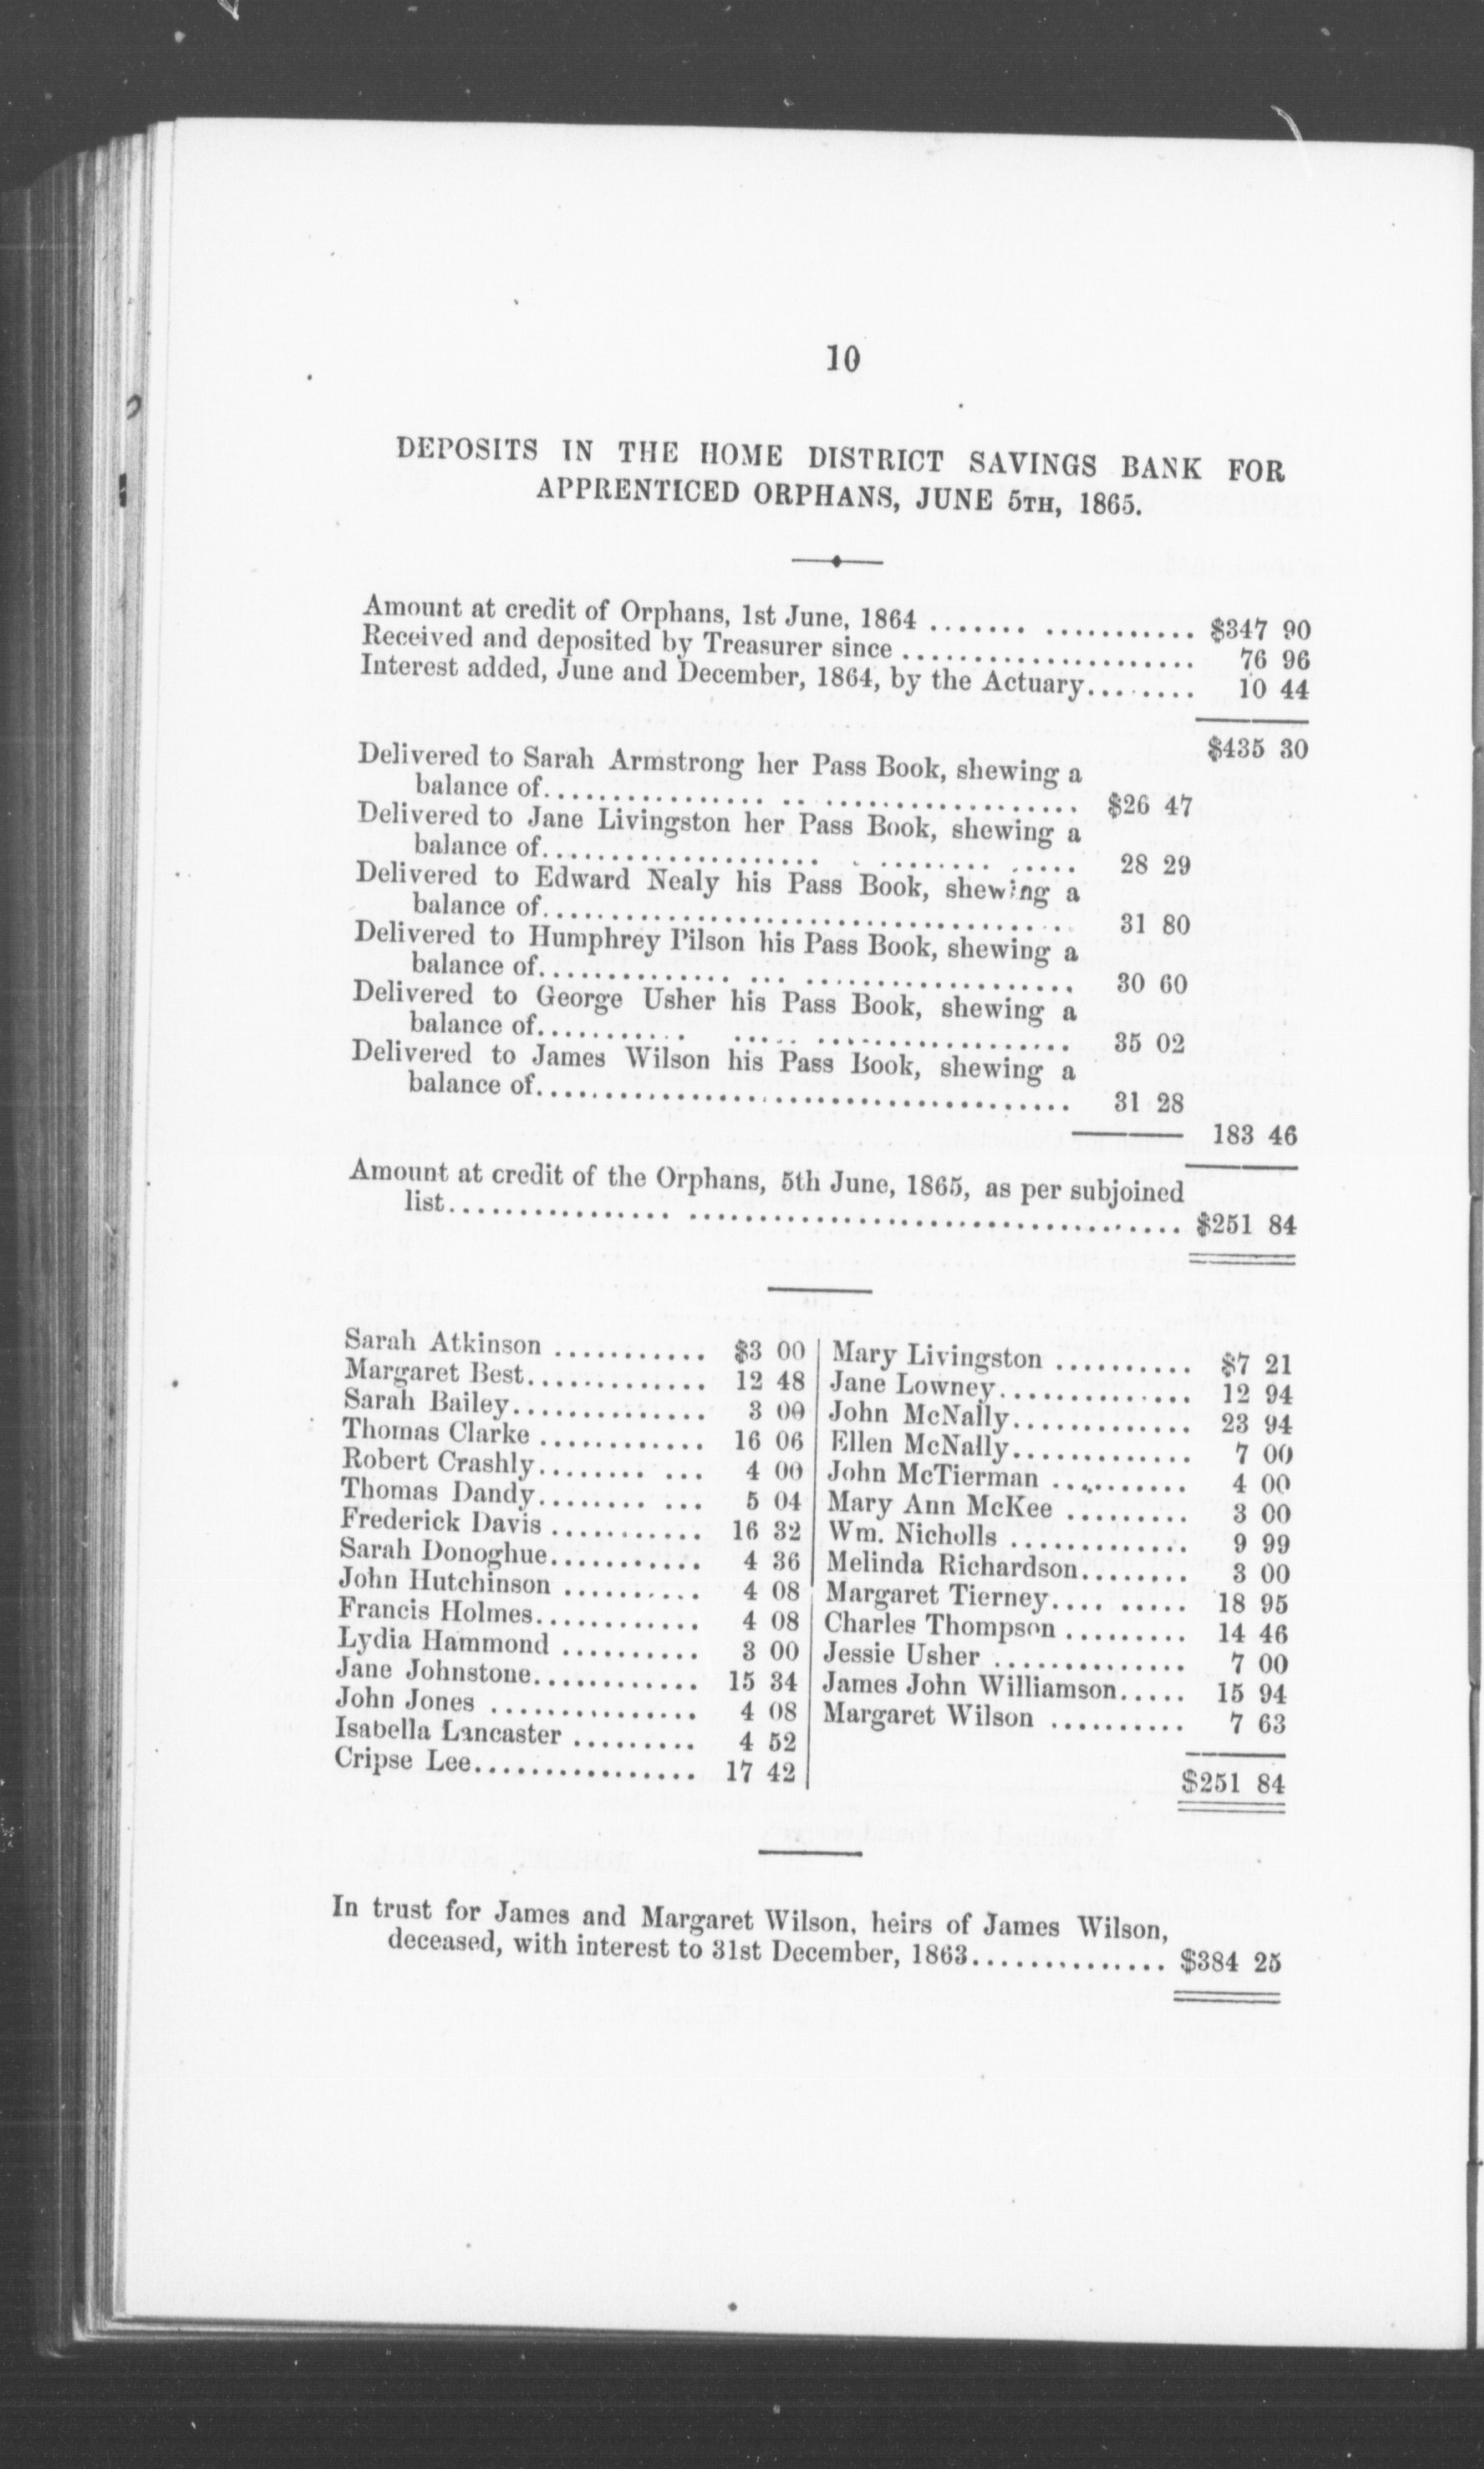 10
DEPOSITS IN THE HOME DISTRICT SAVINGS BANK FOR
APPRENTICED ORPHANS, JUNE 5TH, 1865.
Amount at credit of Orphans, 1st June, 1864 ....... ........... $347 90
Received and deposited by Treasurer since ..................... 76 96
Interest added, June and December, 1864, by the Actuary........ 10 44
$435 30
Delivered to Sarah Armstrong her Pass Book, shewing a
balance of................ .. .................. $26 47
Delivered to Jane Livingston her Pass Book, shewing a
balance of.................... . ........ ..... 28 29
Delivered to Edward Nealy his Pass Book, shewing a
balance of..................................... 31 80
Delivered to Humphrey Pilson his Pass Book, shewing a
balance of.............. ... ................... 30 60
Delivered to George Usher his Pass Book, shewing a
balance of........... ..... .................. 35 02
Delivered to James Wilson his Pass Book, shewing a
balance of...................................... 31 28
183 46
Amount at credit of the Orphans, 5th June, 1865, as per subjoined
list................ ................................... $251 84
Sarah Atkinson ........... $3 00
Margaret Best............. 12 48
Sarah Bailey.............. 3 00
Thomas Clarke ............ 16 06
Robert Crashly........ ... 4 00
Thomas Dandy........ ... 5 04
Frederick Davis ........... 16 32
Sarah Donoghue........... 4 36
John Hutchinson .......... 4 08
Francis Holmes............ 4 08
Lydia Hammond .......... 3 00
Jane Johnstone............ 15 34
John Jones ............... 4 08
Isabella Lancaster ......... 4 52
Cripse Lee................ 17 42
Mary Livingston .......... $7 21
Jane Lowney.............. 12 94
John McNally............. 23 94
Ellen McNally............. 7 00
John McTierman .......... 4 00
Mary Ann McKee ......... 3 00
Wm. Nicholls ............. 9 99
Melinda Richardson........ 3 00
Margaret Tierney.... ..... 18 95
Charles Thompson ......... 14 46
Jessie Usher .............. 7 00
James John Williamson..... 15 94
Margaret Wilson .......... 7 63
$251 84
In trust for James and Margaret Wilson, heirs of James Wilson,
deceased, with interest to 31st December, 1863.............. $384 25